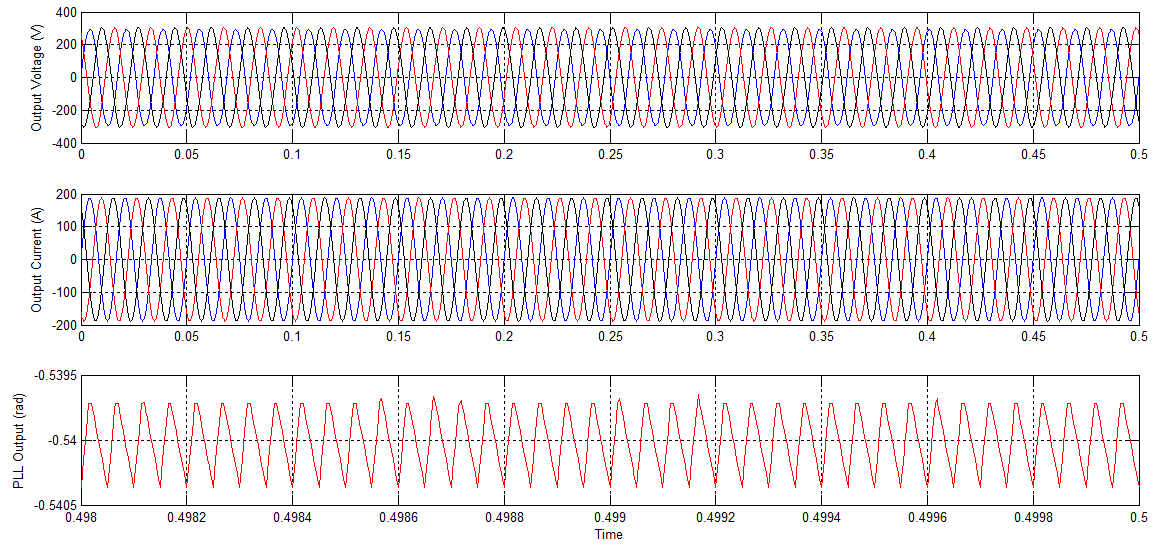 Output Voltage (V)
400
200
0
-200
-400
0 0.05 0.1 0.15 0.2 0.25 0.3 0.35 0.4 0.45 0.5
Output Current (A)
200
100
0
-100
-200
0 0.05 0.1 0.15 0.2 0.25 0.3 0.35 0.4 0.45 0.5
PLL Output (rad)
-0.5395
-0.54
-0.5405
0.498 0.4982 0.4984 0.4986 0.4988 0.499 0.4992 0.4994 0.4996 0.4998 0.5
Time